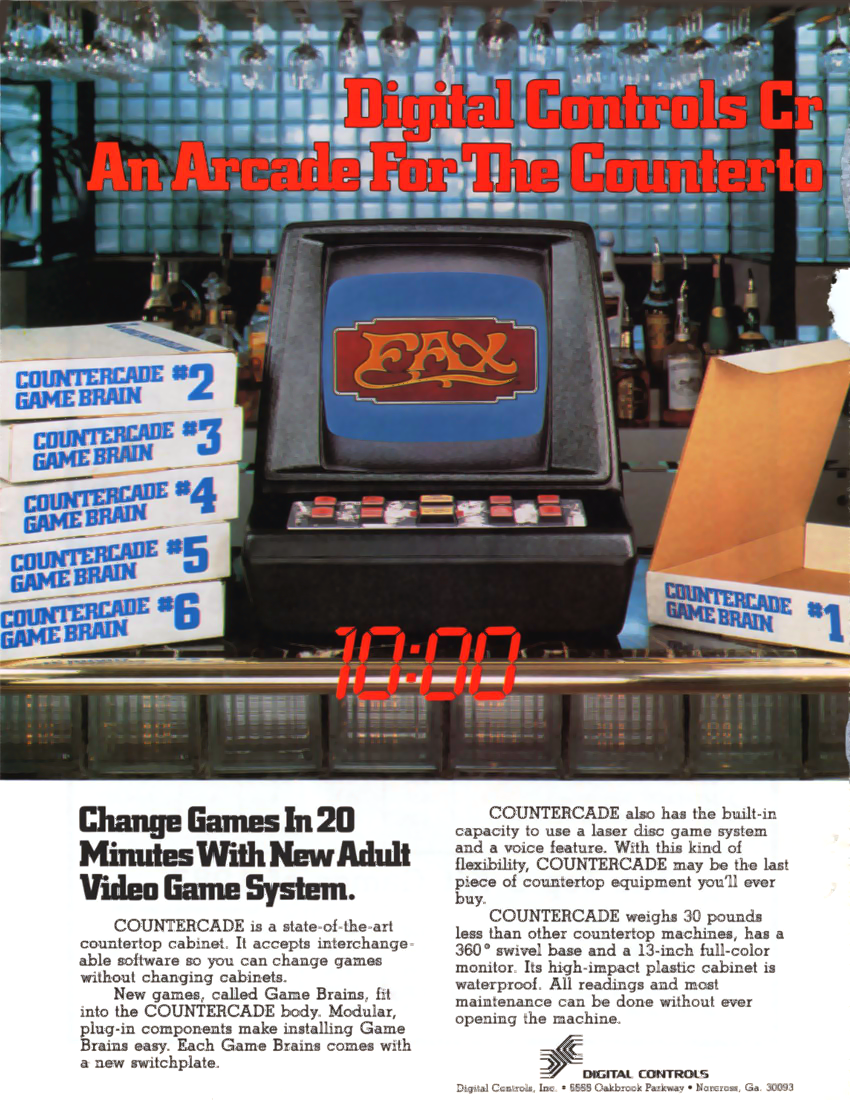 Digital Controls Cr
An Arcade For The Counterto
FAX
COUNTERCADE #2
GAME BRAIN
COUNTERCADE #3
GAME BRAIN
COUNTERCADE #4
GAME BRAIN
COUNTERCADE #5
GAME BRAIN
COUNTERCADE #6
GAME BRAIN
COUNTERCADE #1
GAME BRAIN
10:00
Change Games In 20
Minutes With New Adult
Video Game System.
COUNTERCADE is a state-of-the-art
countertop cabinet. It accepts interchange-
able software so you can change games
without changing cabinets.
New games, called Game Brains, fit
into the COUNTERCADE body. Modular,
plug-in components make installing Game
Brains easy. Each Game Brains comes with
a new switchplate.
COUNTERCADE also has the built-in
capacity to use a laser disc game system
and a voice feature. With this kind of
flexibility, COUNTERCADE may be the last
piece of countertop equipment you'll ever
buy.
COUNTERCADE weighs 30 pounds
less than other countertop machines, has a
360° swivel base and a 13-inch full-color
monitor. Its high-impact plastic cabinet is
waterproof. All readings and most
maintenance can be done without ever
opening the machine.
DIGITAL CONTROLS
Digital Controls, Inc. • 5555 Oakbrook Parkway • Norcross, Ga. 30093